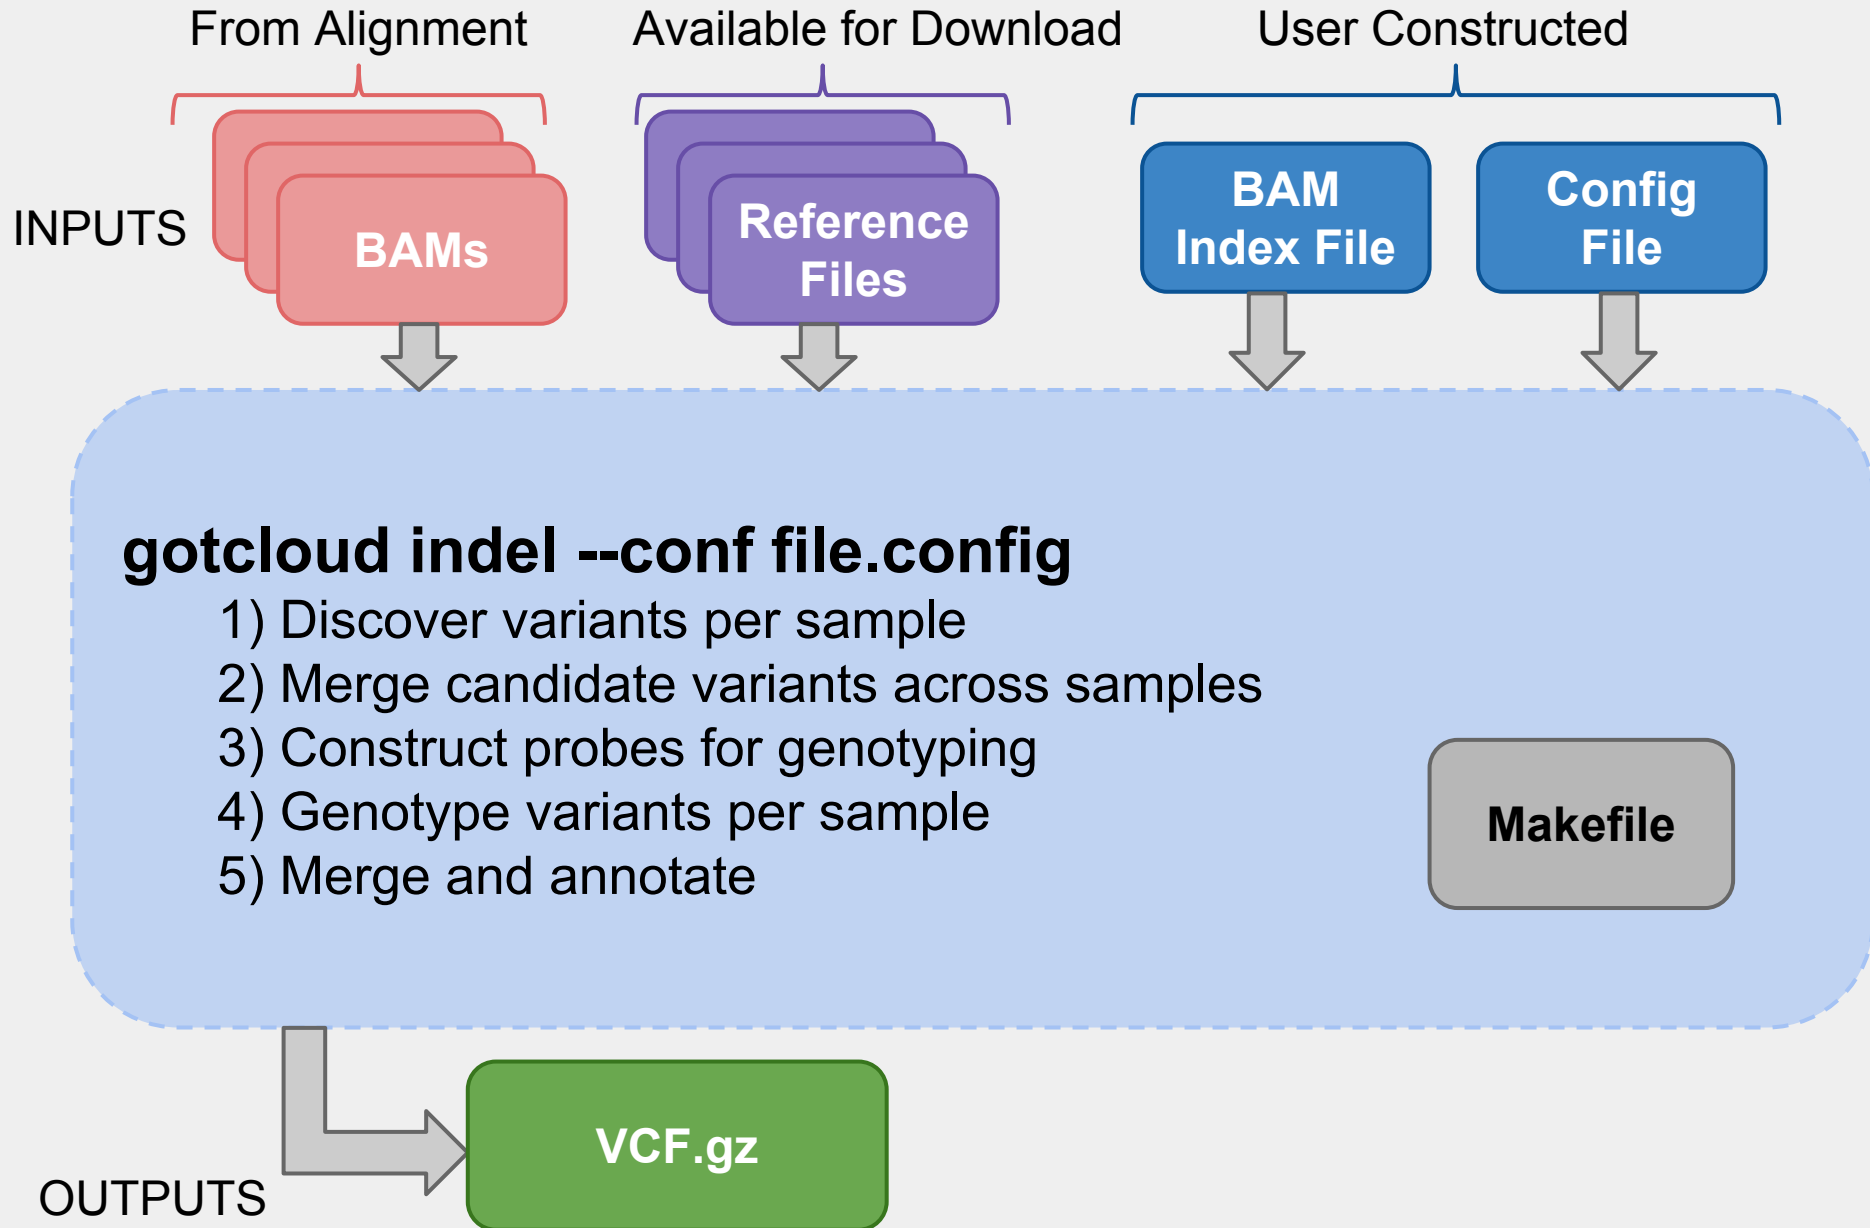 From Alignment
Available for Download
User Constructed
INPUTS
BAMs
Reference
Files
BAM
Index File
Config
File
gotcloud indel --conf file.config
1) Discover variants per sample
2) Merge candidate variants across samples
3) Construct probes for genotyping
4) Genotype variants per sample
5) Merge and annotate
Makefile
VCF.gz
OUTPUTS